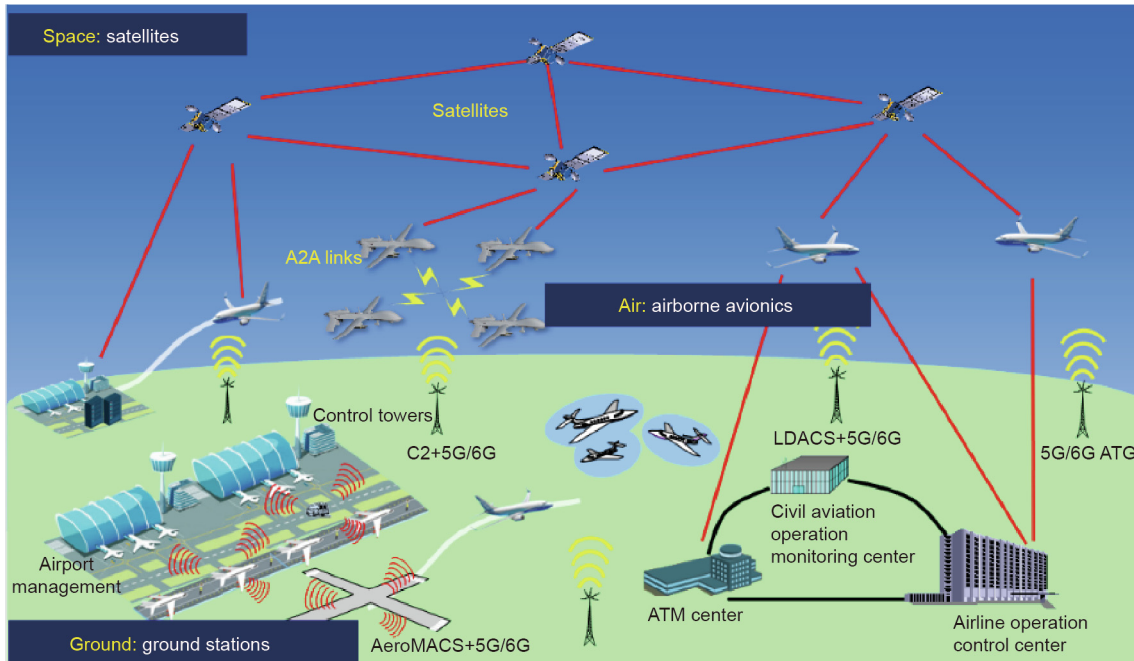 Space: satellites
Satellites
A2A links
Air: airborne avionics
Control towers
C2+5G/6G
LDACS+5G/6G
5G/6G ATG
Civil aviation
operation
monitoring center
Airport
management
ATM center
Airline operation
control center
Ground: ground stations
AeroMACS+5G/6G